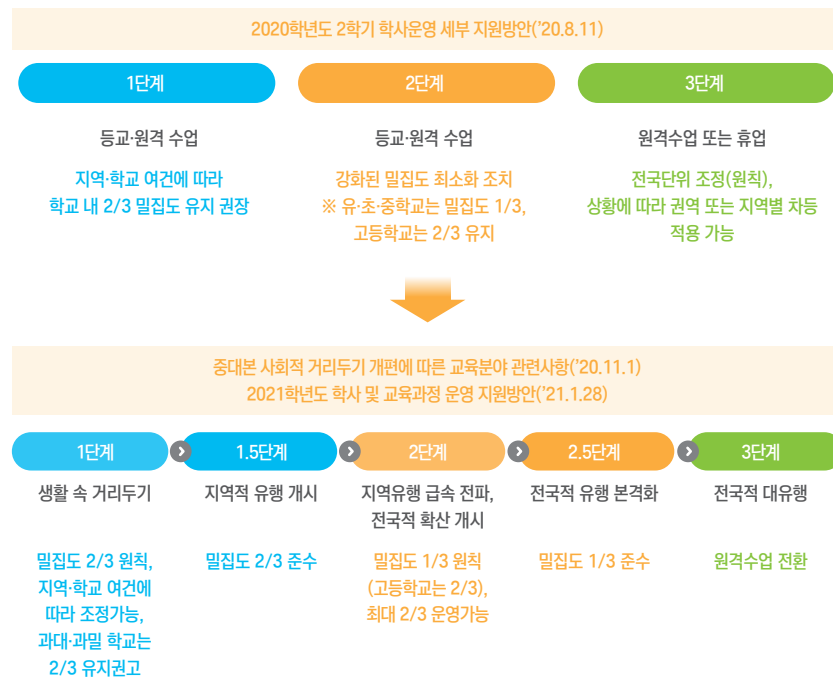 2020학년도 2학기 학사운영 세부 지원방안('20.8.11)
1단계
등교·원격 수업
지역·학교 여건에 따라
학교 내 2/3 밀집도 유지 권장
2단계
등교·원격 수업
강화된 밀집도 최소화 조치
※ 유·초·중학교는 밀집도 1/3,
고등학교는 2/3 유지
3단계
원격수업 또는 휴업
전국단위 조정(원칙),
상황에 따라 권역 또는 지역별 차등
적용 가능
중대본 사회적 거리두기 개편에 따른 교육분야 관련사항('20.11.1)
2021학년도 학사 및 교육과정 운영 지원방안('21.1.28)
1단계
생활 속 거리두기
밀집도 2/3 원칙,
지역·학교 여건에
따라 조정가능,
과대·과밀 학교는
2/3 유지권고
1.5단계
지역적 유행 개시
밀집도 2/3 준수
2단계
지역유행 급속 전파,
전국적 확산 개시
밀집도 1/3 원칙
(고등학교는 2/3),
최대 2/3 운영가능
2.5단계
전국적 유행 본격화
밀집도 1/3 준수
3단계
전국적 대유행
원격수업 전환